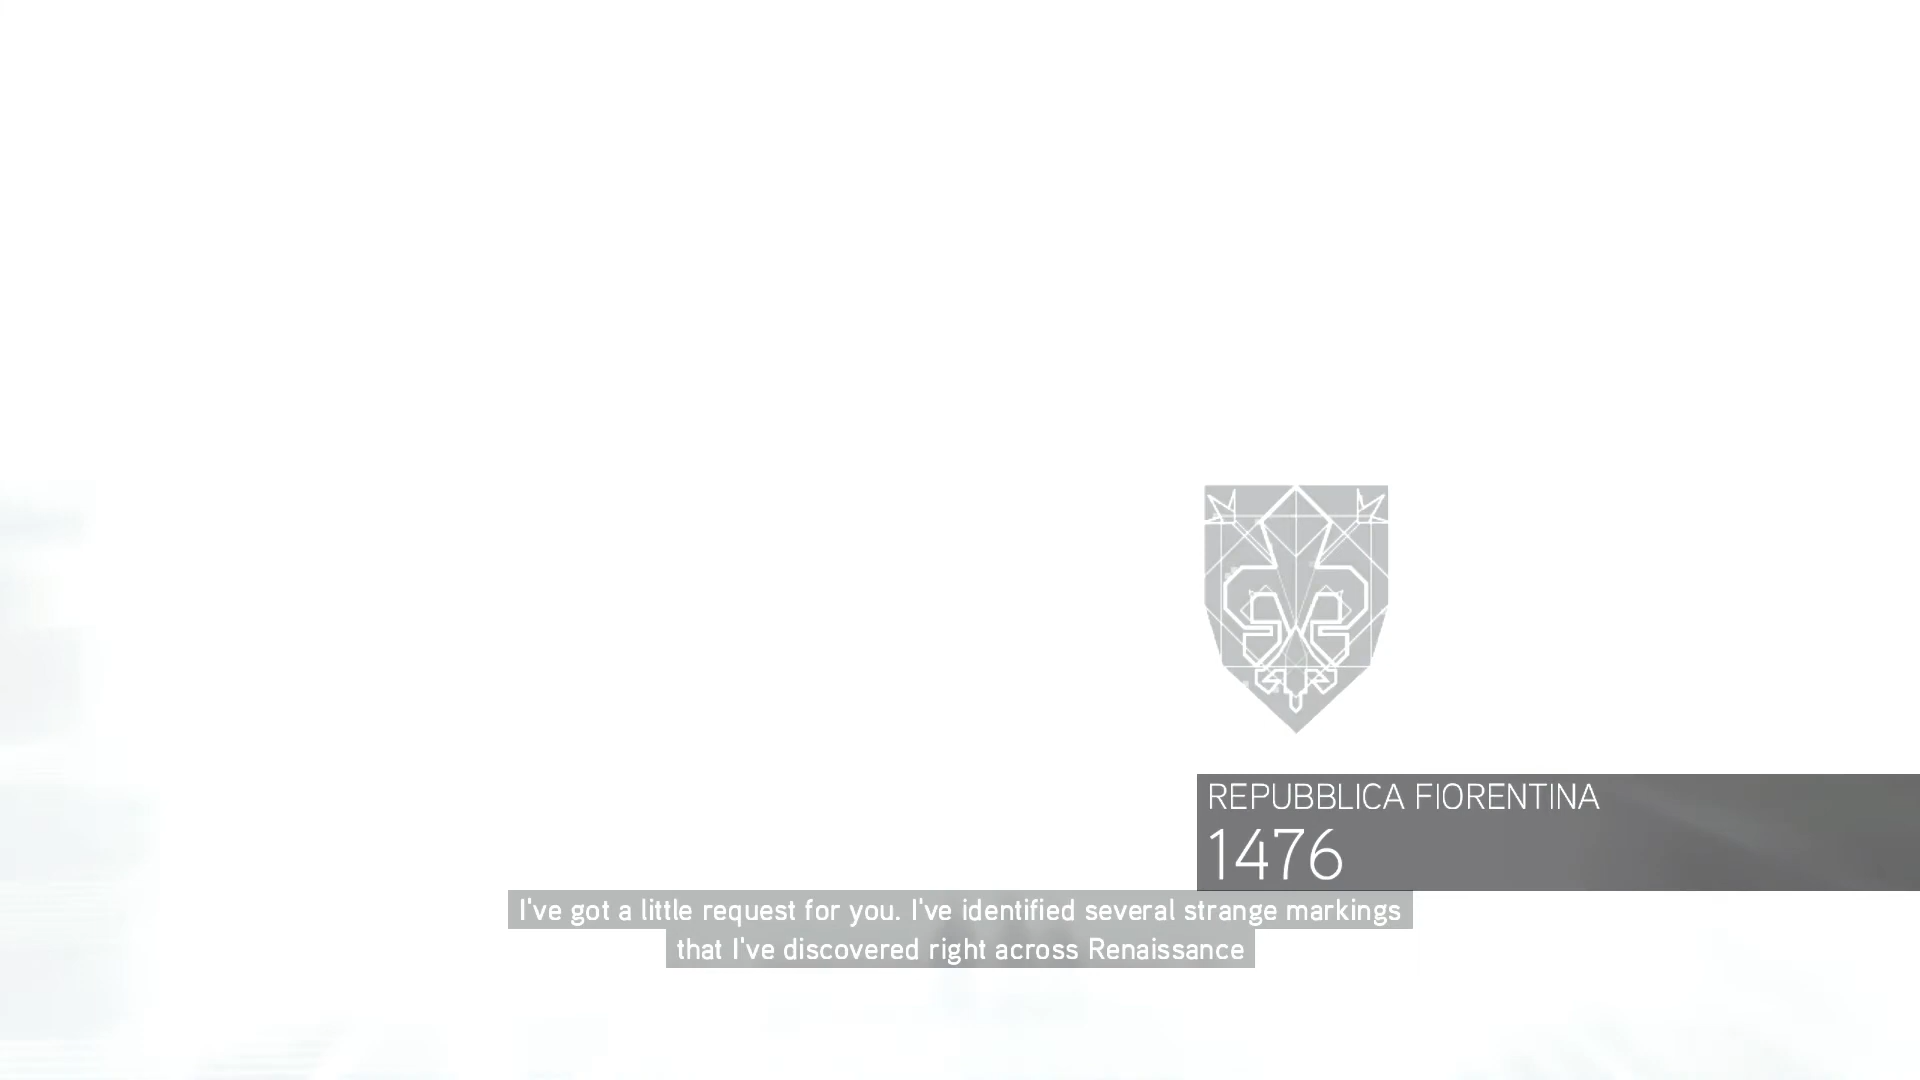 REPUBBLICA FIORENTINA
1476
I've got a little request for you. I've identified several strange markings
that I've discovered right across Renaissance